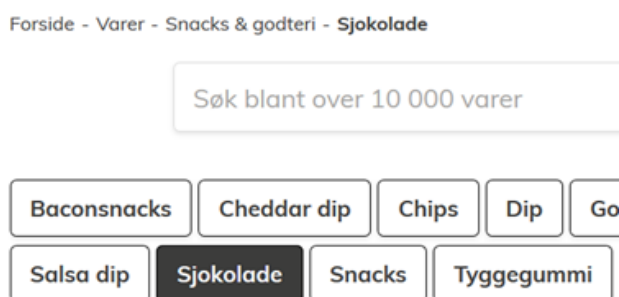 Forside - Varer - Snacks & godteri - Sjokolade
Søk blant over 10 000 varer
Baconsnacks Cheddar dip Chips Dip
Salsa dip Sjokolade Snacks Tyggegummi